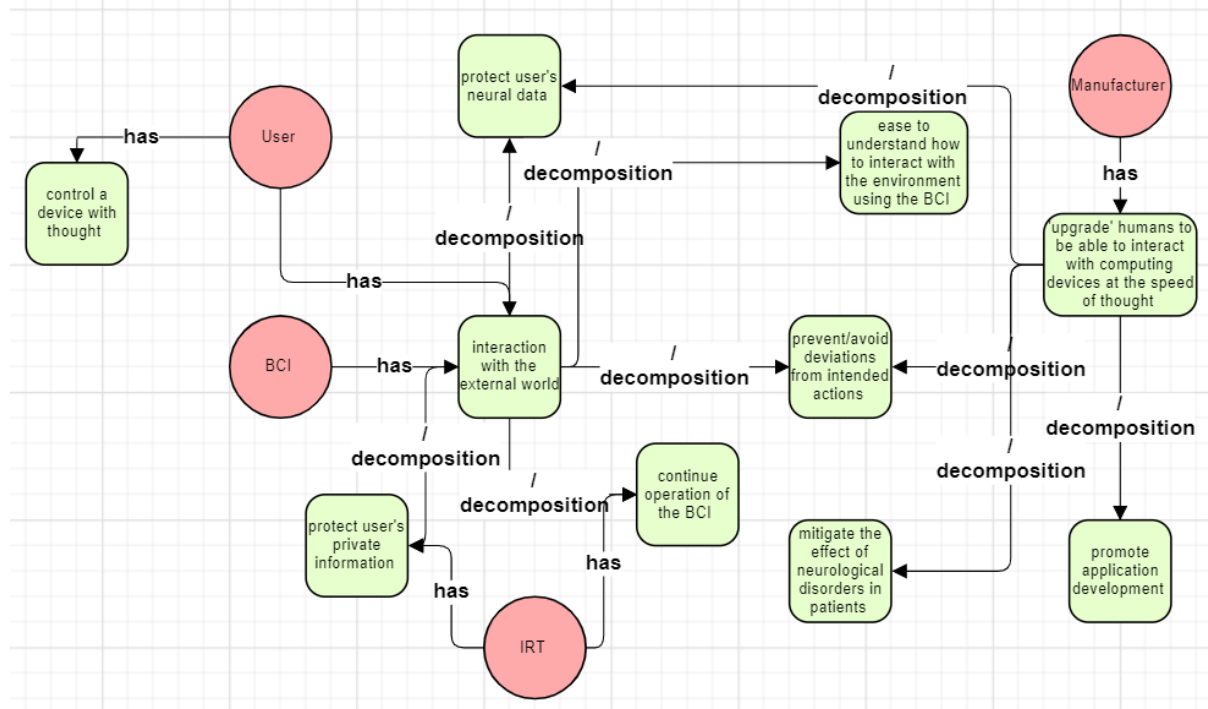 protect user's
neural data
/
decomposition
Manufacturer
has
User
ease to
understand how
to interact with
the environment
using the BCI
/
decomposition
has
control a
device with
thought
/
decomposition
'upgrade' humans to
be able to interact
with computing
devices at the speed
of thought
has
BCI
has
interaction
with the
external world
/
decomposition
prevent/avoid
deviations
from intended
actions
/
decomposition
/
decomposition
/
decomposition
/
decomposition
/
decomposition
continue
operation of
the BCI
protect user's
private
information
has
has
IRT
mitigate the
effect of
neurological
disorders in
patients
promote
application
development